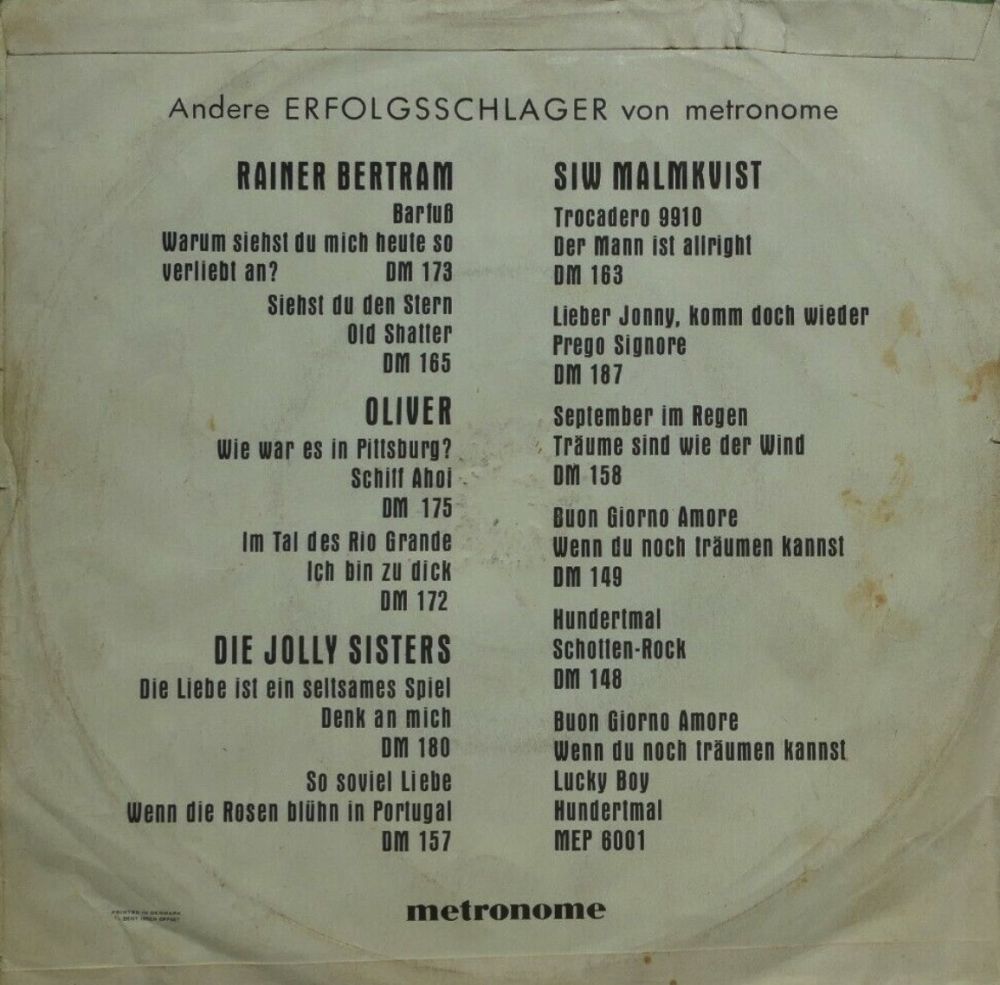 Andere ERFOLGSSCHLAGER von metronome
RAINER BERTRAM
Barfuß
Warum siehst du mich heute so
verliebt an? DM 173
Siehst du den Stern
Old Shatter
DM 165
OLIVER
Wie war es in Pittsburg?
Schiff Ahoi
DM 175
Im Tal des Rio Grande
Ich bin zu dick
DM 172
DIE JOLLY SISTERS
Die Liebe ist ein seltsames Spiel
Denk an mich
DM 180
So soviel Liebe
Wenn die Rosen blühn in Portugal
DM 157
SIW MALMKVIST
Trocadero 9910
Der Mann ist allright
DM 163
Lieber Jonny, komm doch wieder
Prego Signore
DM 187
September im Regen
Träume sind wie der Wind
DM 158
Buon Giorno Amore
Wenn du noch träumen kannst
DM 149
Hundertmal
Schotten-Rock
DM 148
Buon Giorno Amore
Wenn du noch träumen kannst
Lucky Boy
Hundertmal
MEP 6001
metronome
PRINTED IN DENMARK